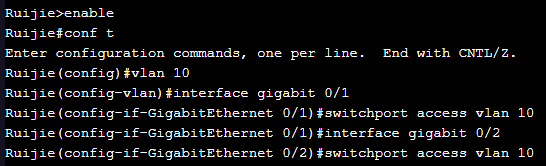 Ruijie>enable
Ruijie#conf t
Enter configuration commands, one per line.  End with CNTL/Z.
Ruijie(config)#vlan 10
Ruijie(config-vlan)#interface gigabit 0/1
Ruijie(config-if-GigabitEthernet 0/1)#switchport access vlan 10
Ruijie(config-if-GigabitEthernet 0/1)#interface gigabit 0/2
Ruijie(config-if-GigabitEthernet 0/2)#switchport access vlan 10